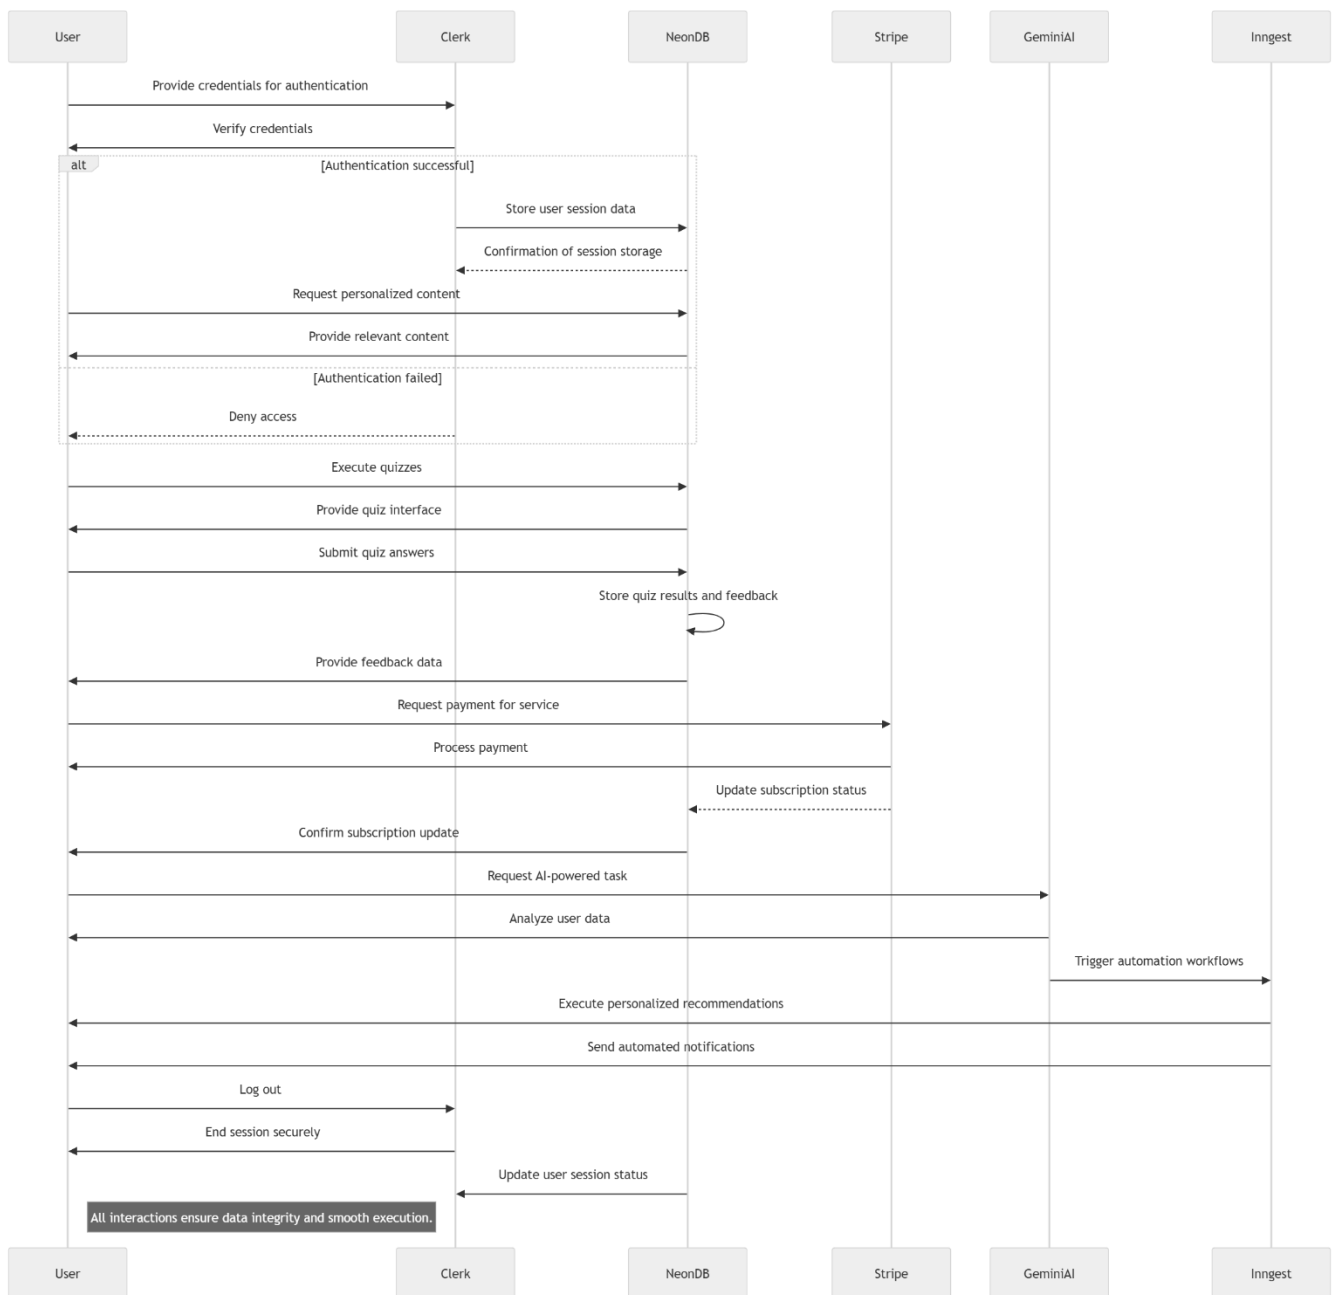 User
Clerk
NeonDB
Stripe
GeminiAI
Inngest
Provide credentials for authentication
Verify credentials
alt
[Authentication successful]
Store user session data
Confirmation of session storage
Request personalized content
Provide relevant content
[Authentication failed]
Deny access
Execute quizzes
Provide quiz interface
Submit quiz answers
Store quiz results and feedback
Provide feedback data
Request payment for service
Process payment
Update subscription status
Confirm subscription update
Request AI-powered task
Analyze user data
Trigger automation workflows
Execute personalized recommendations
Send automated notifications
Log out
End session securely
Update user session status
All interactions ensure data integrity and smooth execution.
User
Clerk
NeonDB
Stripe
GeminiAI
Inngest